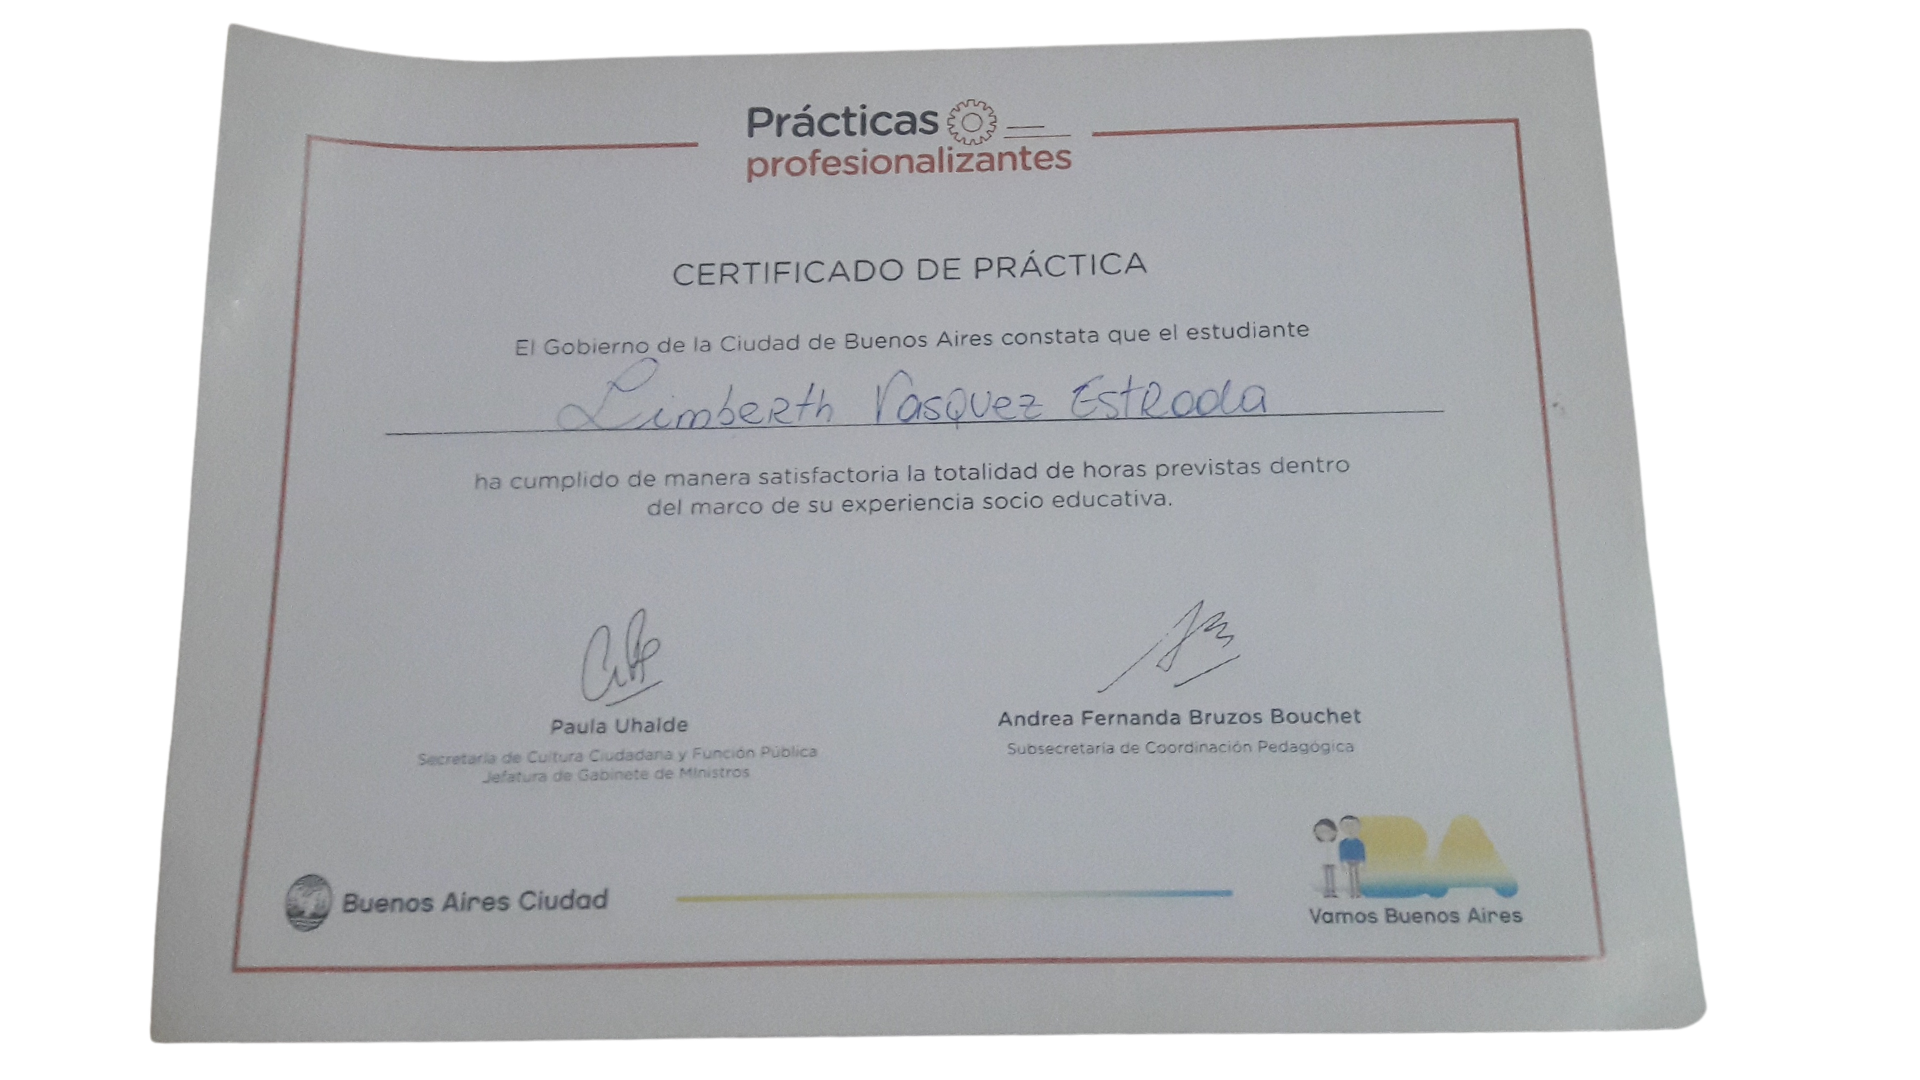 Prácticas
profesionalizantes
CERTIFICADO DE PRÁCTICA
El Gobierno de la Ciudad de Buenos Aires constata que el estudiante
Limberth Vasquez Estrada
ha cumplido de manera satisfactoria la totalidad de horas previstas dentro
del marco de su experiencia socio educativa.
Paula Uhalde
Secretaría de Cultura Ciudadana y Función Pública
Jefatura de Gabinete de Ministros
Andrea Fernanda Bruzos Bouchet
Subsecretaria de Coordinación Pedagógica
Buenos Aires Ciudad
BA
Vamos Buenos Aires